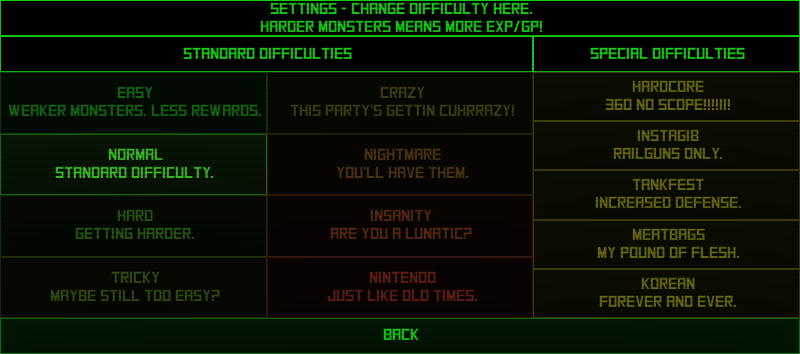 SETTINGS - CHANGE DIFFICULTY HERE.
HARDER MONSTERS MEANS MORE EXP/GP!
STANDARD DIFFICULTIES
EASY
WEAKER MONSTERS. LESS REWARDS.
CRAZY
THIS PARTY'S GETTIN CUHRRAZY!
NORMAL
STANDARD DIFFICULTY.
NIGHTMARE
YOU'LL HAVE THEM.
HARD
GETTING HARDER.
INSANITY
ARE YOU A LUNATIC?
TRICKY
MAYBE STILL TOO EASY?
NINTENDO
JUST LIKE OLD TIMES.
SPECIAL DIFFICULTIES
HARDCORE
360 NO SCOPE!!!!!!!
INSTAGIB
RAILGUNS ONLY.
TANKFEST
INCREASED DEFENSE.
MEATBAGS
MY POUND OF FLESH.
KOREAN
FOREVER AND EVER.
BACK